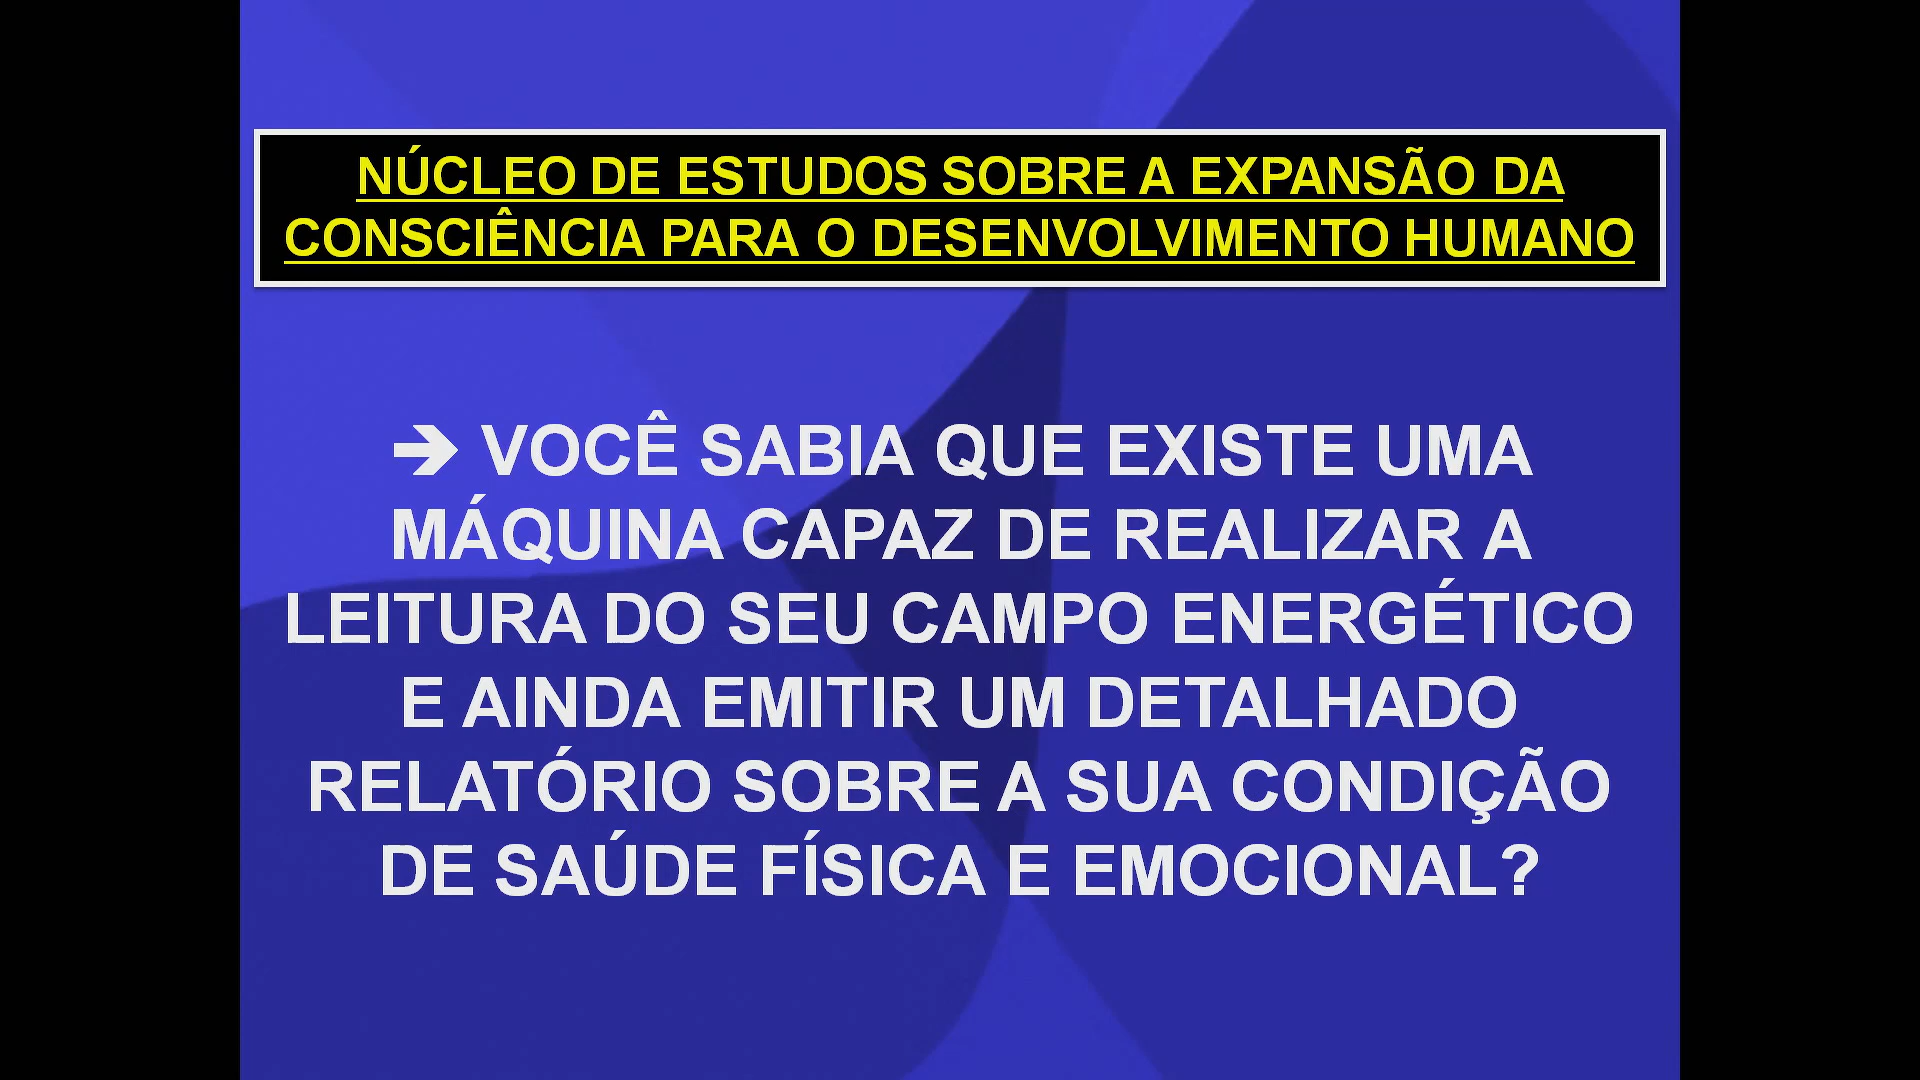 NÚCLEO DE ESTUDOS SOBRE A EXPANSÃO DA
CONSCIÊNCIA PARA O DESENVOLVIMENTO HUMANO
➔ VOCÊ SABIA QUE EXISTE UMA
MÁQUINA CAPAZ DE REALIZAR A
LEITURA DO SEU CAMPO ENERGÉTICO
E AINDA EMITIR UM DETALHADO
RELATÓRIO SOBRE A SUA CONDIÇÃO
DE SAÚDE FÍSICA E EMOCIONAL?